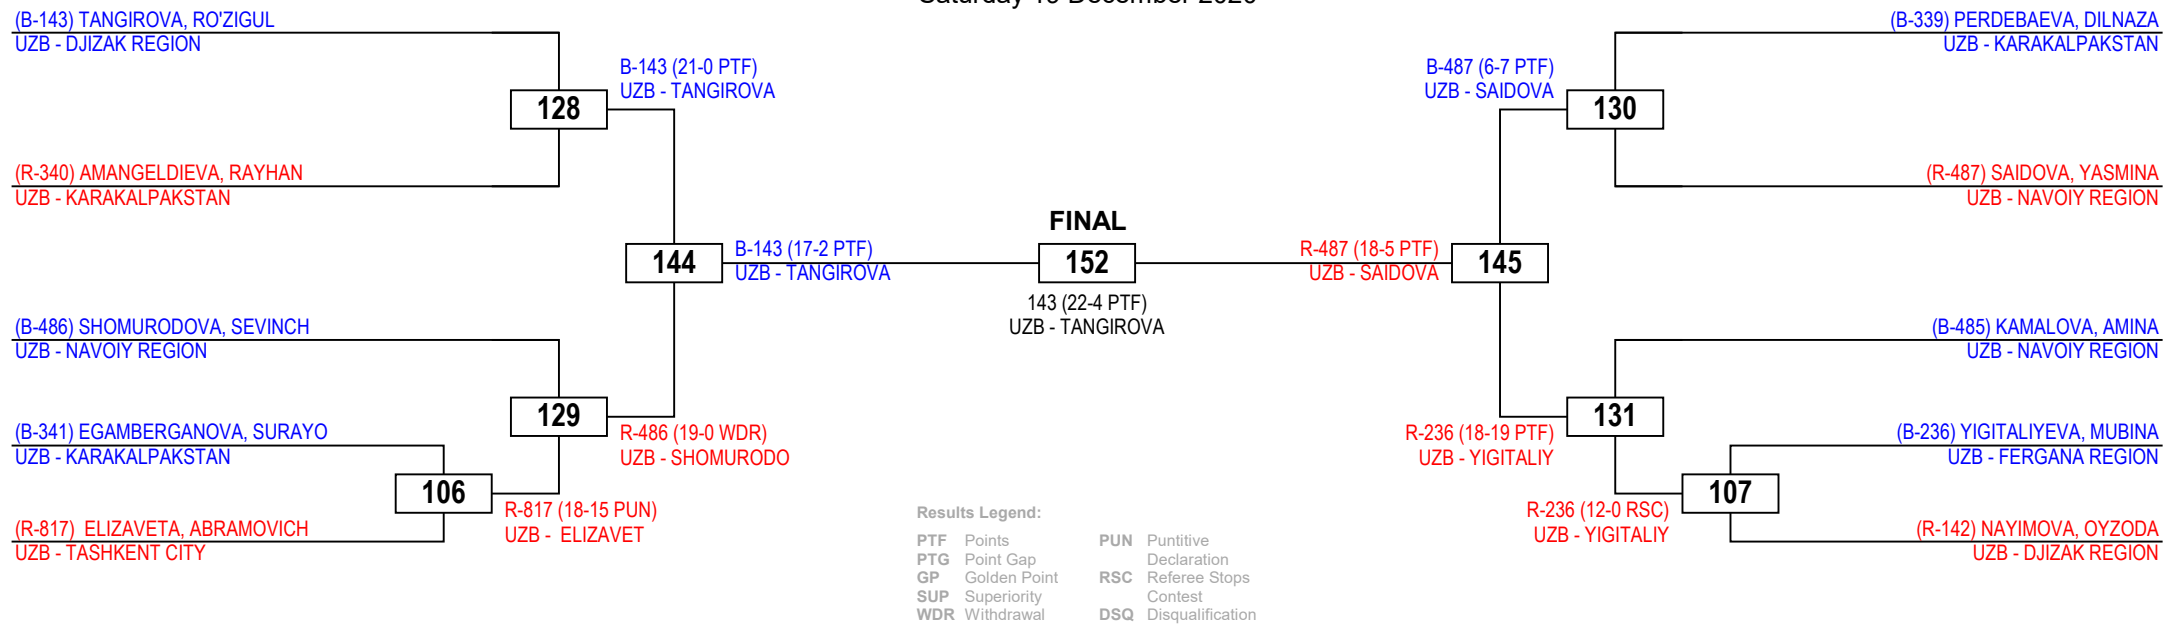 (B-143) TANGIROVA, RO'ZIGUL
UZB - DJIZAK REGION
B-143 (21-0 PTF)
UZB - TANGIROVA
128
(R-340) AMANGELDIEVA, RAYHAN
UZB - KARAKALPAKSTAN
144
B-143 (17-2 PTF)
UZB - TANGIROVA
(B-486) SHOMURODOVA, SEVINCH
UZB - NAVOIY REGION
129
R-486 (19-0 WDR)
UZB - SHOMURODO
(B-341) EGAMBERGANOVA, SURAYO
UZB - KARAKALPAKSTAN
106
R-817 (18-15 PUN)
UZB - ELIZAVET
(R-817) ELIZAVETA, ABRAMOVICH
UZB - TASHKENT CITY
FINAL
152
143 (22-4 PTF)
UZB - TANGIROVA
(B-339) PERDEBAEVA, DILNAZA
UZB - KARAKALPAKSTAN
B-487 (6-7 PTF)
UZB - SAIDOVA
130
(R-487) SAIDOVA, YASMINA
UZB - NAVOIY REGION
R-487 (18-5 PTF)
UZB - SAIDOVA
145
(B-485) KAMALOVA, AMINA
UZB - NAVOIY REGION
131
R-236 (18-19 PTF)
UZB - YIGITALIY
(B-236) YIGITALIYEVA, MUBINA
UZB - FERGANA REGION
107
R-236 (12-0 RSC)
UZB - YIGITALIY
(R-142) NAYIMOVA, OYZODA
UZB - DJIZAK REGION
Results Legend:
PTF Points
PTG Point Gap
GP Golden Point
SUP Superiority
WDR Withdrawal
PUN Puntitive
Declaration
RSC Referee Stops
Contest
DSQ Disqualification